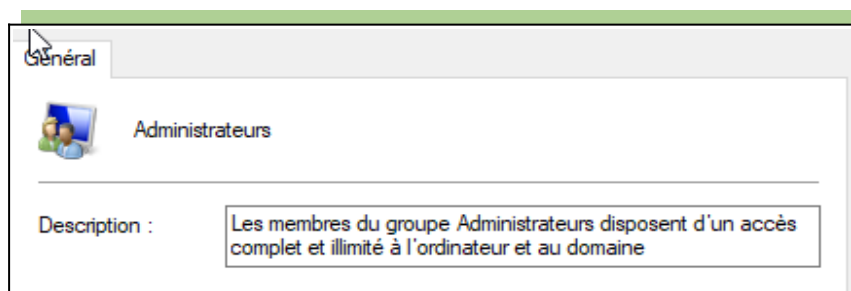 Général
Administrateurs
Description :
Les membres du groupe Administrateurs disposent d'un accès
complet et illimité à l'ordinateur et au domaine